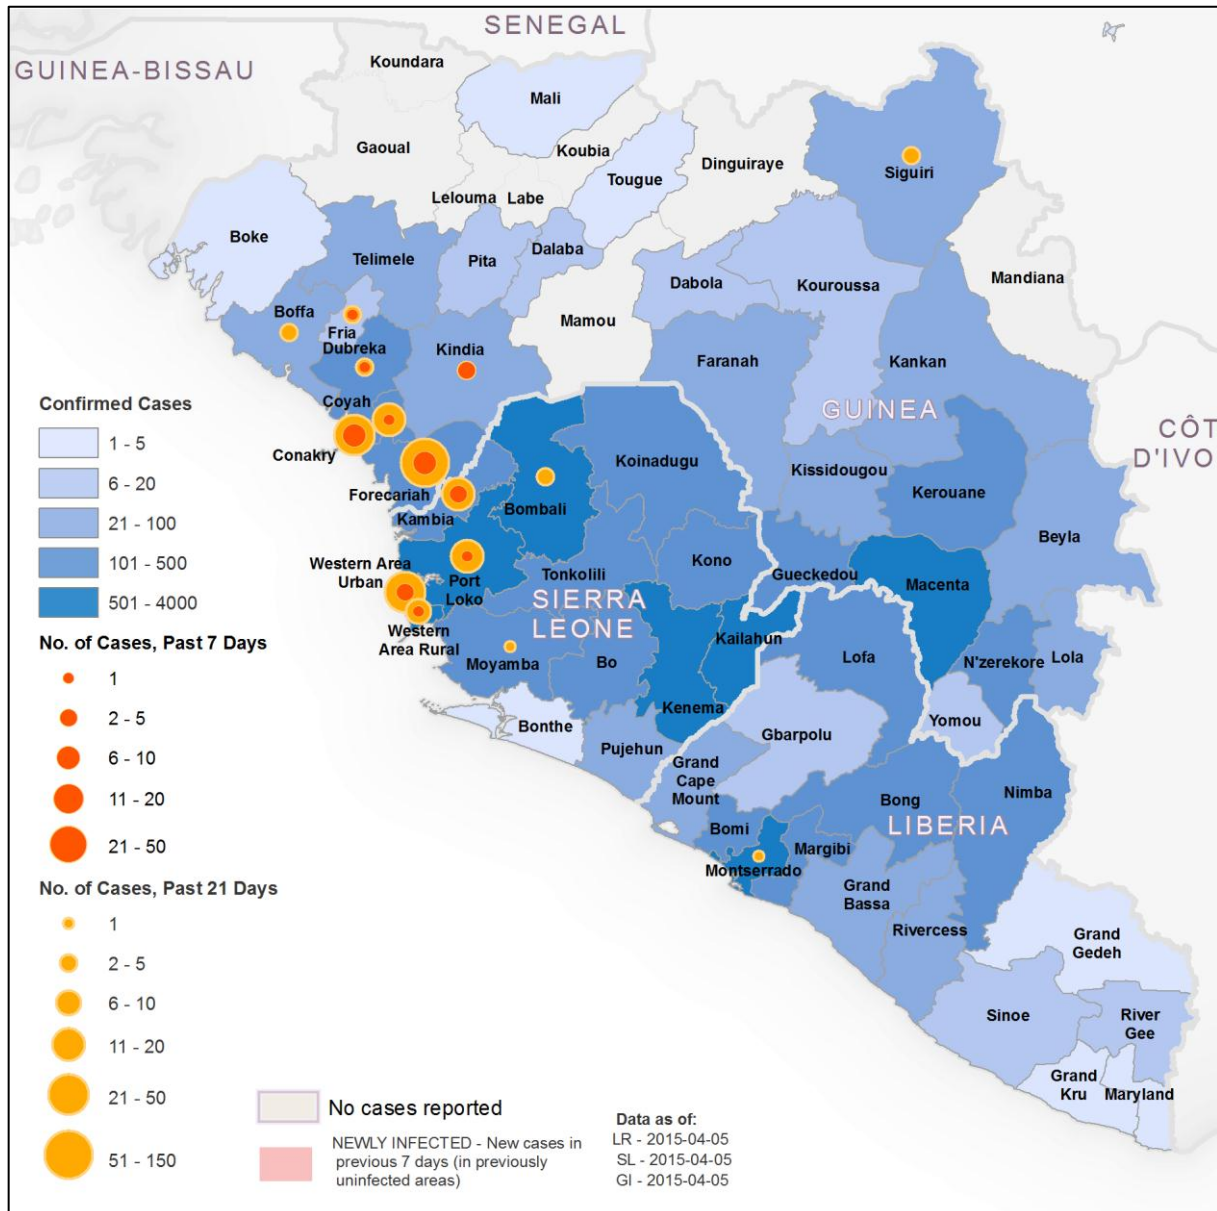 SENEGAL
GUINEA-BISSAU
Koundara
Mali
Gaoual
Koubia
Dinguiraye
Siguiri
Tougue
Lelouma
Labe
Boke
Telimele
Pita
Dalaba
Dabola
Kouroussa
Mandiana
Boffa
Fria
Mamou
Dubreka
Kindia
Faranah
Kankan
Coyah
GUINEA
CÔT
D'IVO
Conakry
Koinadugu
Kissidougou
Kerouane
Forecariah
Bombali
Kambia
Beyla
Western Area
Urban
Port
Loko
Tonkolili
Kono
Gueckedou
Macenta
SIERRA
LEONE
Western
Area Rural
Kailahun
Moyamba
Bo
Lofa
N'zerekore
Lola
Kenema
Yomou
Bonthe
Pujehun
Gbarpolu
Grand
Cape
Mount
Nimba
Bong
LIBERIA
Bomi
Margibi
Montserrado
Grand
Bassa
Rivercess
Grand
Gedeh
Sinoe
River
Gee
Grand
Kru
Maryland
Confirmed Cases
1 - 5
6 - 20
21 - 100
101 - 500
501 - 4000
No. of Cases, Past 7 Days
1
2 - 5
6 - 10
11 - 20
21 - 50
No. of Cases, Past 21 Days
1
2 - 5
6 - 10
11 - 20
21 - 50
51 - 150
No cases reported
NEWLY INFECTED - New cases in
previous 7 days (in previously
uninfected areas)
Data as of:
LR - 2015-04-05
SL - 2015-04-05
GI - 2015-04-05